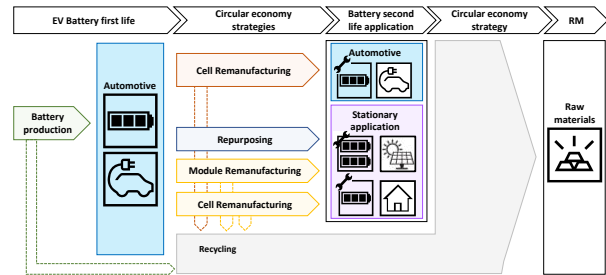 EV Battery first life
Circular economy
strategies
Battery second
life application
Circular economy
strategy
RM
Automotive
Battery
production
Cell Remanufacturing
Repurposing
Module Remanufacturing
Cell Remanufacturing
Automotive
Stationary
application
Recycling
Raw
materials